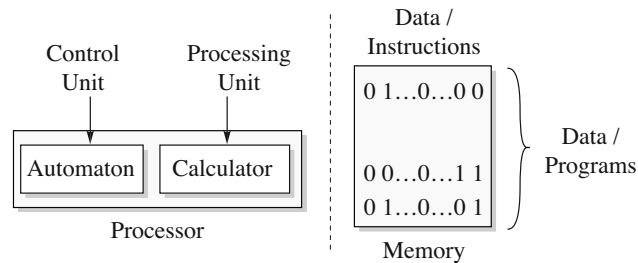 Control
Unit
Processing
Unit
Automaton
Calculator
Processor
Data /
Instructions
0 1...0...0 0
0 0...0...1 1
0 1...0...0 1
Memory
Data /
Programs